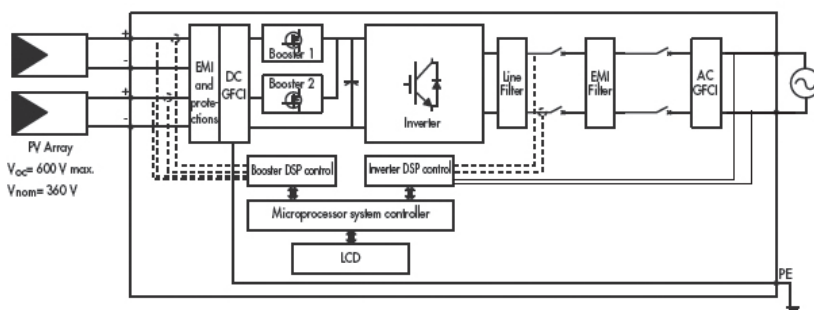 +
-
+
-
PV Array
Voc= 600 V max.
Vnom= 360 V
EMI
and
prote-
ctions
DC
GFCI
Booster 1
Booster 2
Inverter
Line
Filter
EMI
Filter
AC
GFCI
Booster DSP control
Inverter DSP control
Microprocessor system controller
LCD
PE